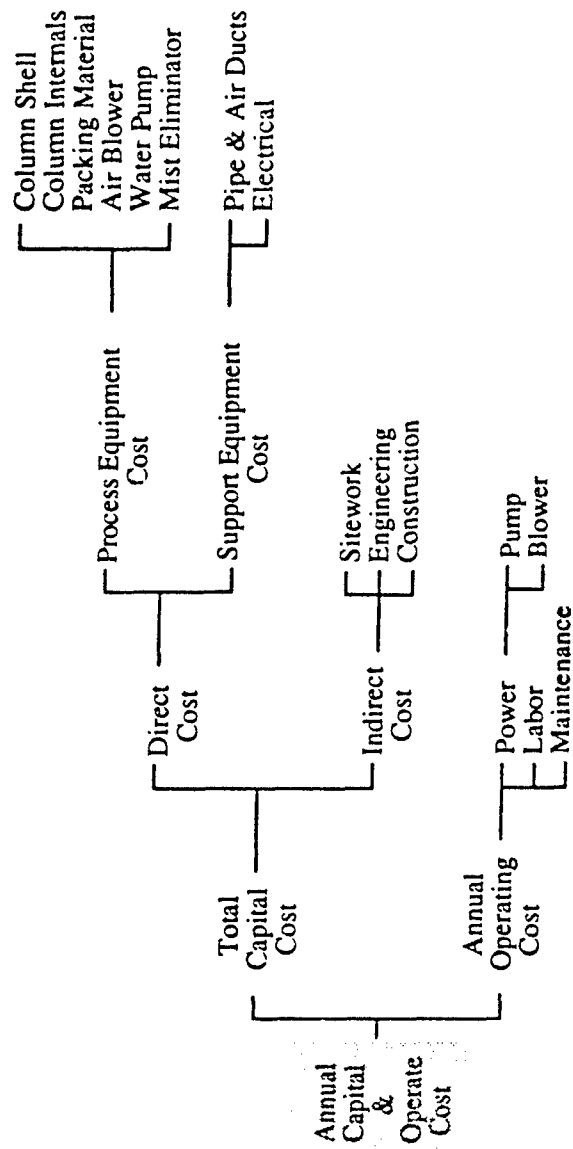 Annual
Capital
&
Operate
Cost
Total
Capital
Cost
Annual
Operating
Cost
Direct
Cost
Indirect
Cost
Power
Labor
Maintenance
Process Equipment
Cost
Support Equipment
Cost
Sitework
Engineering
Construction
Pump
Blower
Column Shell
Column Internals
Packing Material
Air Blower
Water Pump
Mist Eliminator
Pipe & Air Ducts
Electrical